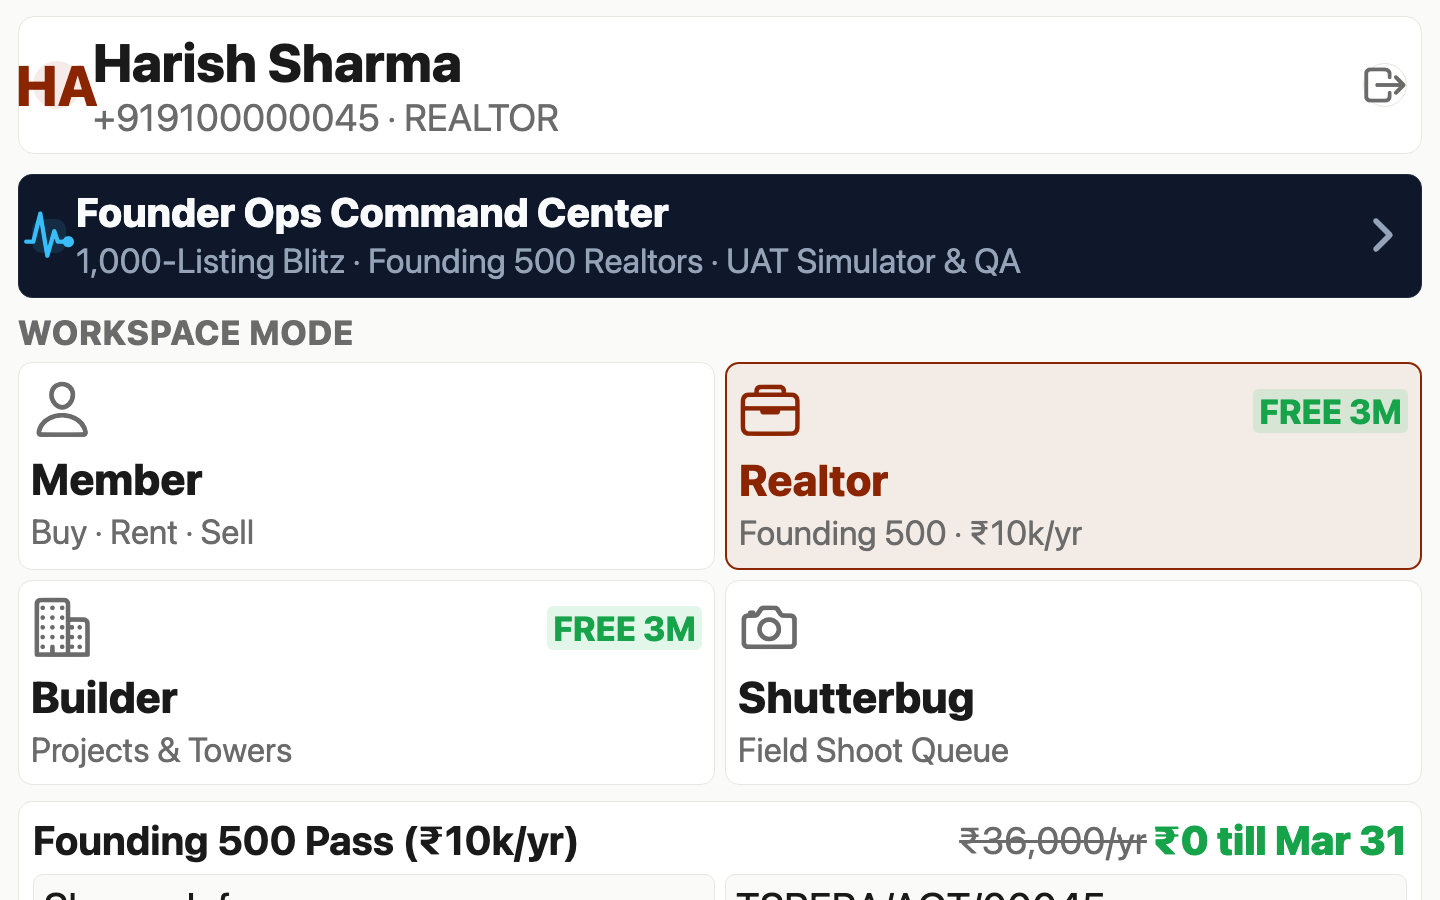 HA
Harish Sharma
+919100000045 · REALTOR
Founder Ops Command Center
1,000-Listing Blitz · Founding 500 Realtors · UAT Simulator & QA
WORKSPACE MODE
Member
Buy · Rent · Sell
FREE 3M
Realtor
Founding 500 · ₹10k/yr
FREE 3M
Builder
Projects & Towers
Shutterbug
Field Shoot Queue
Founding 500 Pass (₹10k/yr)
₹36,000/yr ₹0 till Mar 31